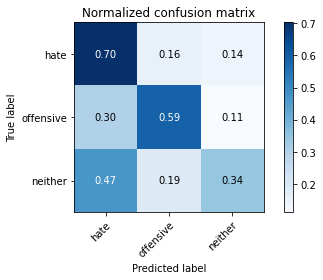 Normalized confusion matrix
True label
hate
offensive
neither
0.70 0.16 0.14
0.30 0.59 0.11
0.47 0.19 0.34
hate
offensive
neither
Predicted label
0.7
0.6
0.5
0.4
0.3
0.2